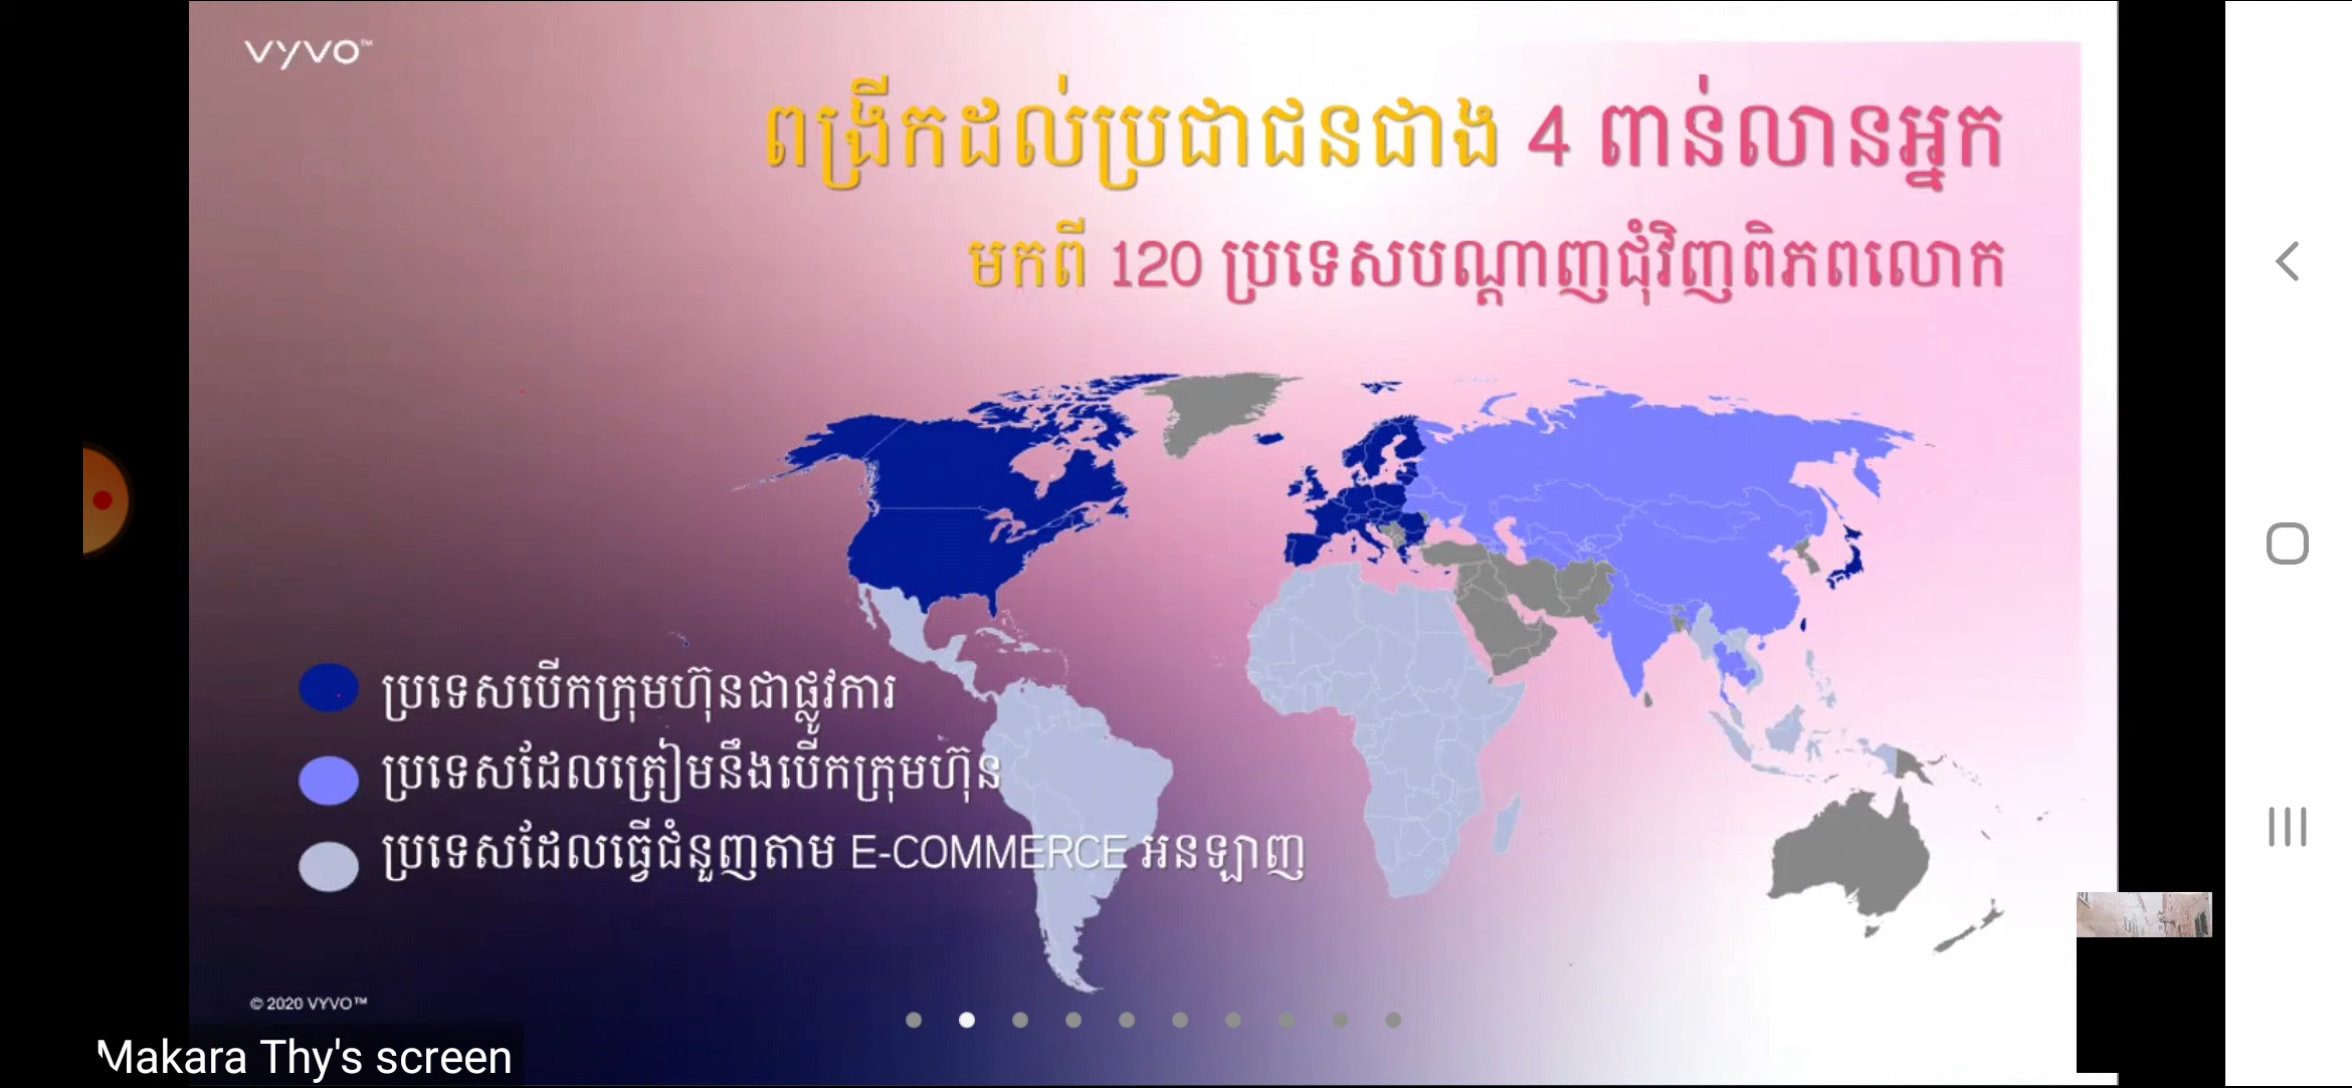 VYVO™
ពង្រីកដល់ប្រជាជនជាង 4 ពាន់លានអ្នក
មកពី 120 ប្រទេសបណ្តាញជុំវិញពិភពលោក
ប្រទេសបើកក្រុមហ៊ុនជាផ្លូវការ
ប្រទេសដែលត្រៀមនឹងបើកក្រុមហ៊ុន
ប្រទេសដែលធ្វើជំនួញតាម E-COMMERCE អនឡាញ
© 2020 VYVO™
Makara Thy's screen